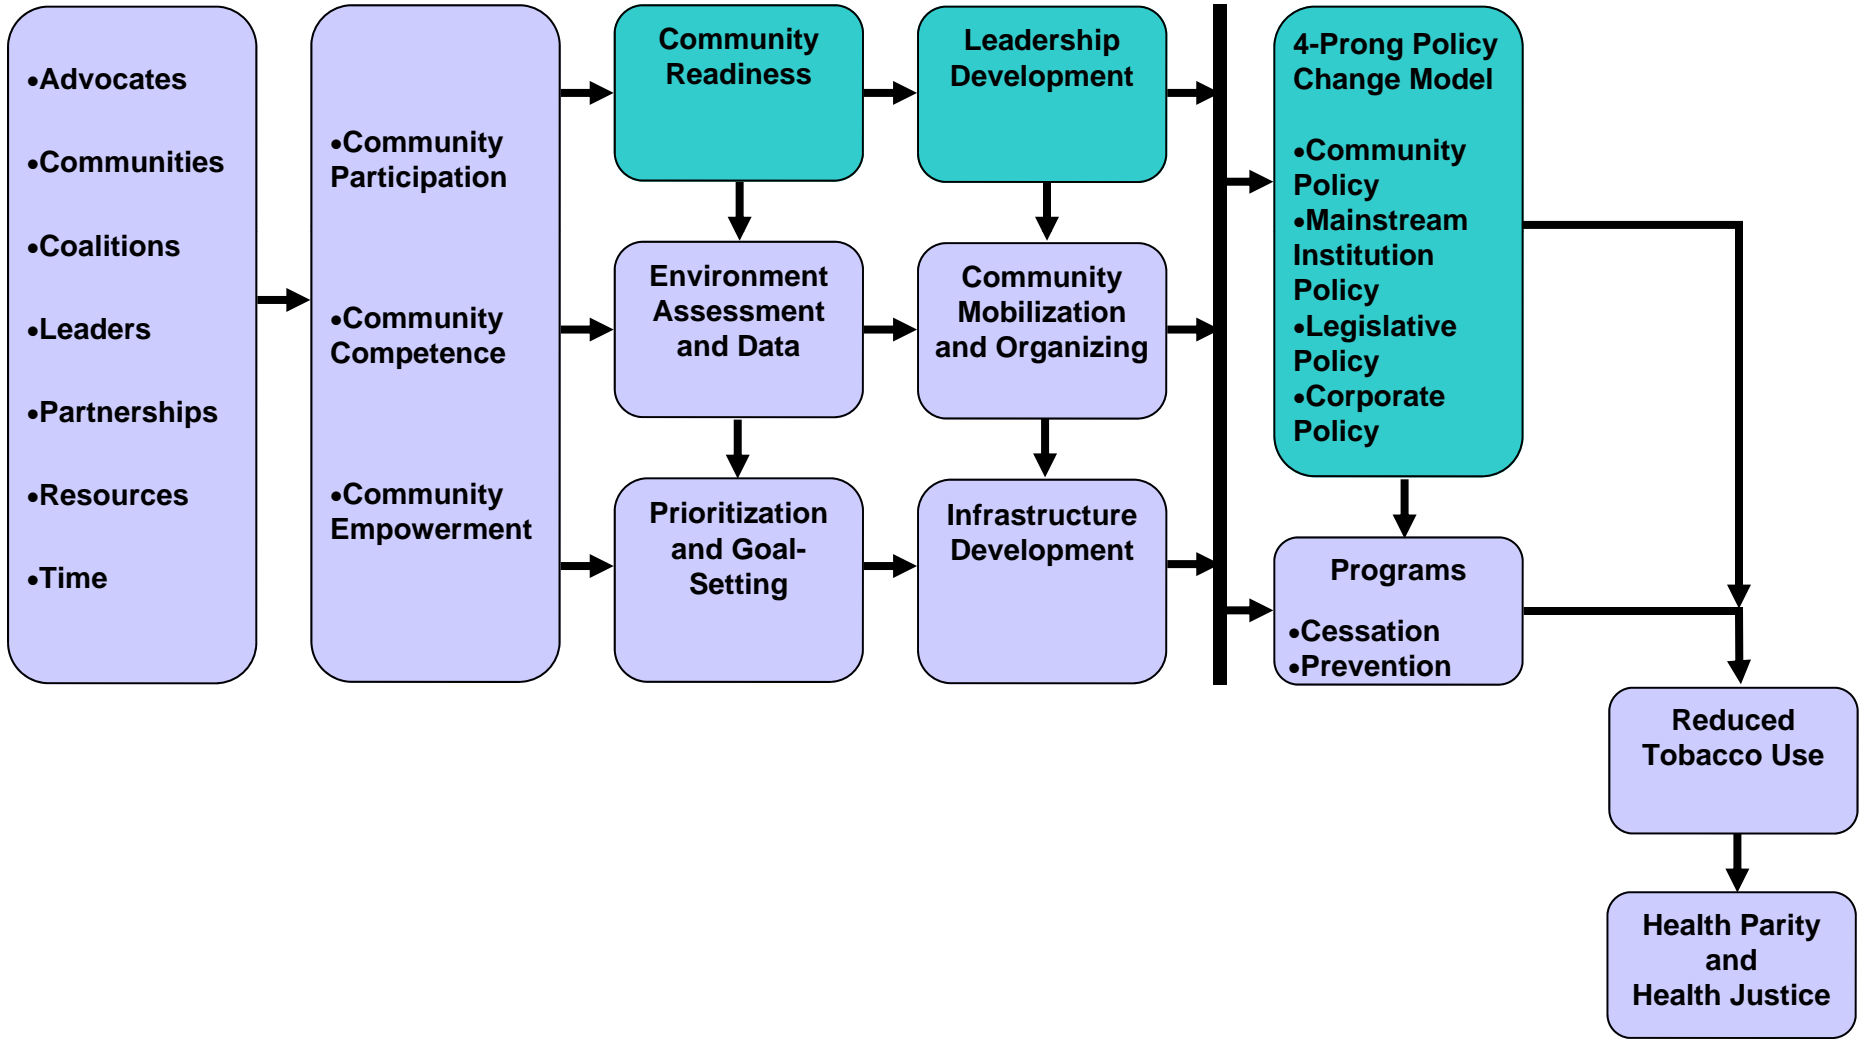 •Advocates
•Communities
•Coalitions
•Leaders
•Partnerships
•Resources
•Time
•Community
Participation
•Community
Competence
•Community
Empowerment
Community
Readiness
Leadership
Development
Environment
Assessment
and Data
Community
Mobilization
and Organizing
Prioritization
and Goal-
Setting
Infrastructure
Development
4-Prong Policy
Change Model
•Community
Policy
•Mainstream
Institution
Policy
•Legislative
Policy
•Corporate
Policy
Programs
•Cessation
•Prevention
Reduced
Tobacco Use
Health Parity
and
Health Justice